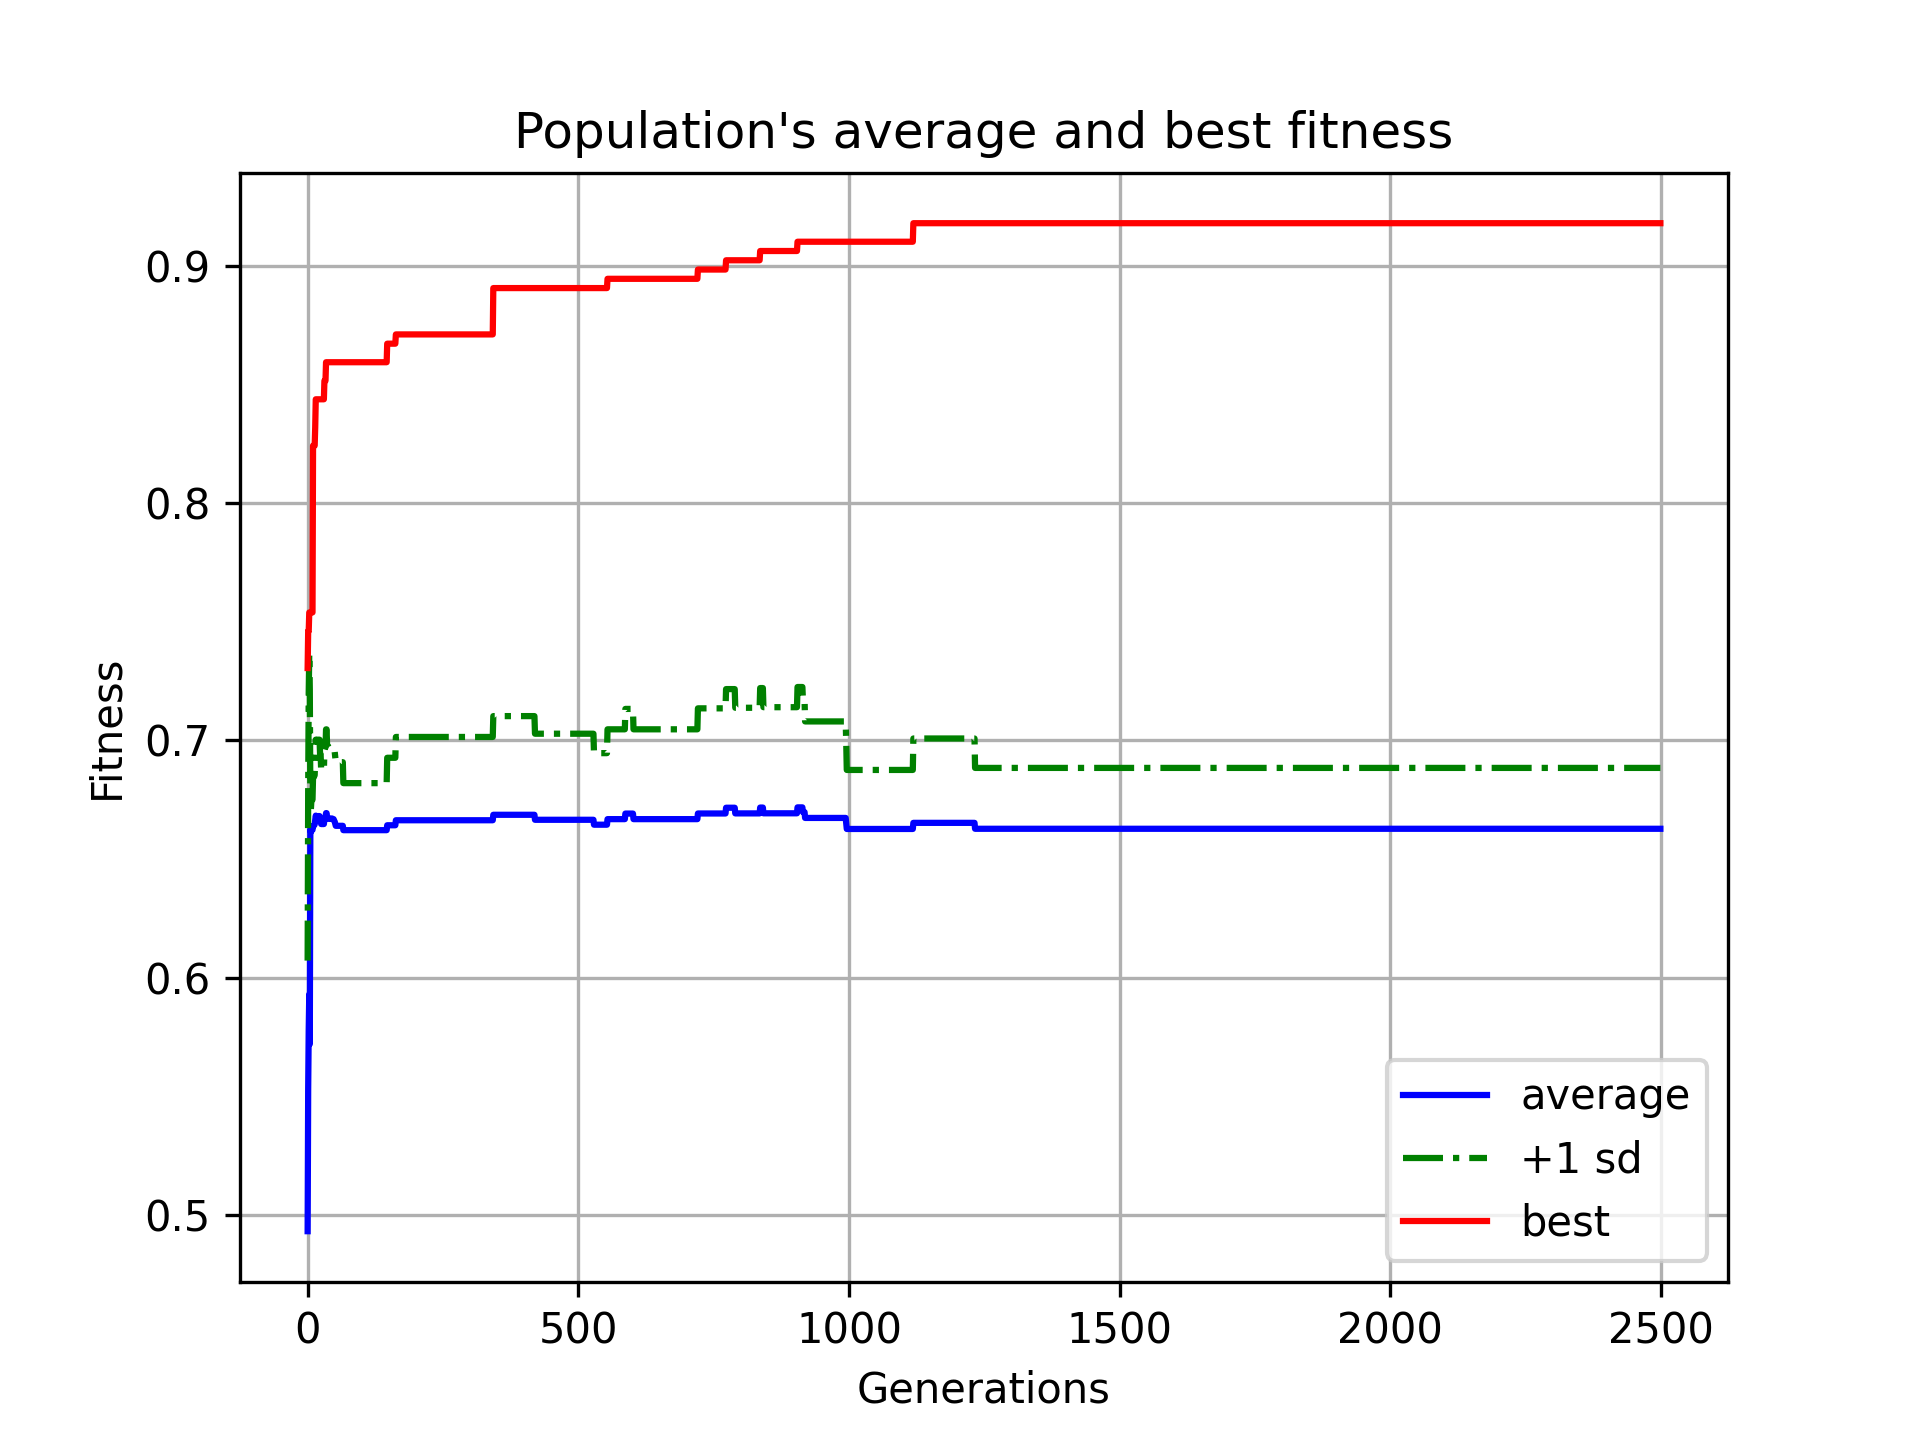 Population's average and best fitness
Fitness
0.9
0.8
0.7
0.6
0.5
0
500
1000
1500
2000
2500
Generations
average
+1 sd
best